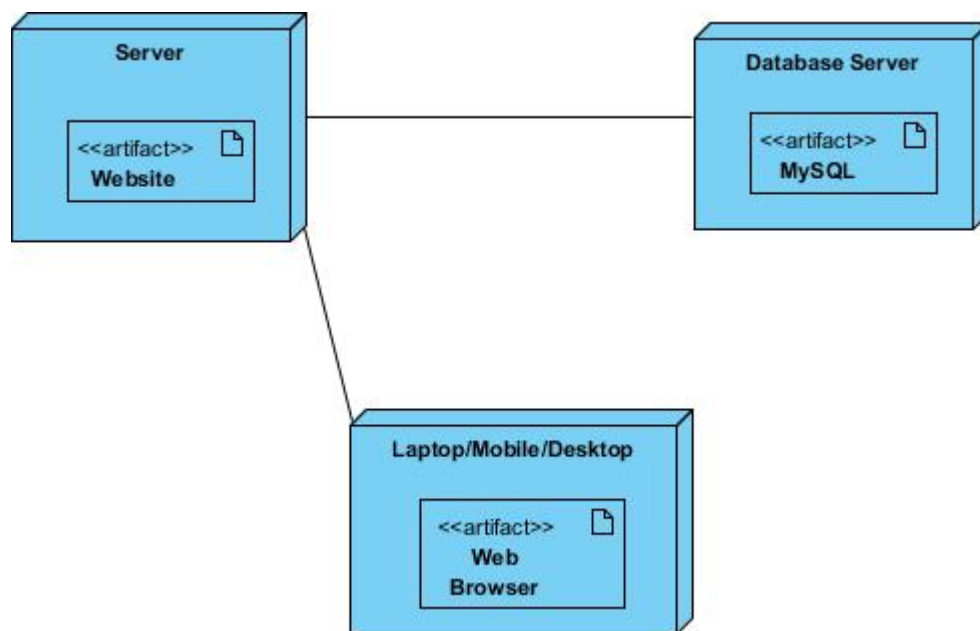 Server
<<artifact>>
Website
Database Server
<<artifact>>
MySQL
Laptop/Mobile/Desktop
<<artifact>>
Web
Browser